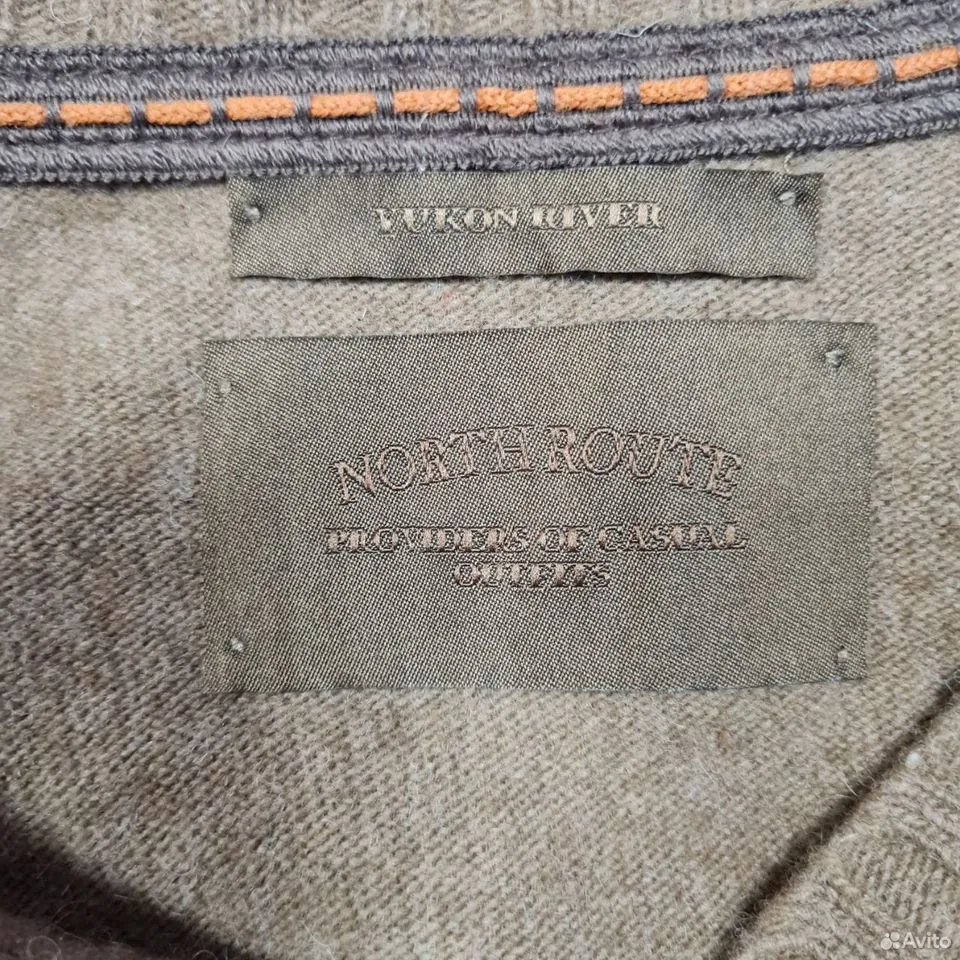 YUKON RIVER
NORTH ROUTE
PROVIDERS OF CASUAL
OUTFITS
Avito